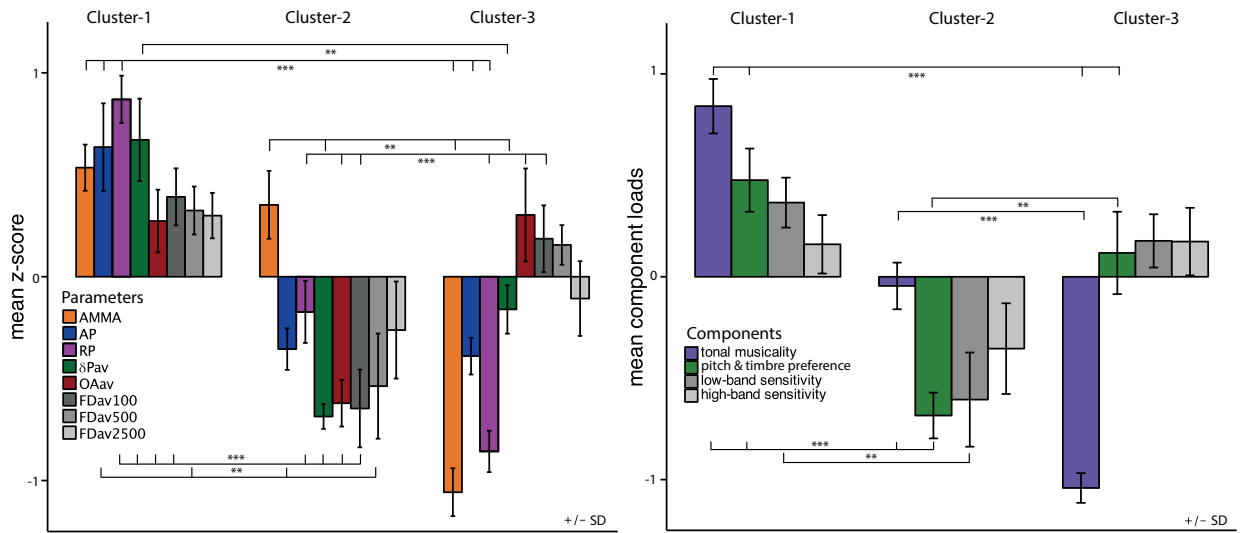 Cluster-1 Cluster-2 Cluster-3
**
***
1
**
***
mean z-score
0
Parameters
AMMA
AP
RP
δPav
OAav
FDav100
FDav500
FDav2500
***
**
-1
+/- SD
Cluster-1 Cluster-2 Cluster-3
1
***
**
***
mean component loads
0
Components
tonal musicality
pitch & timbre preference
low-band sensitivity
high-band sensitivity
***
**
-1
+/- SD